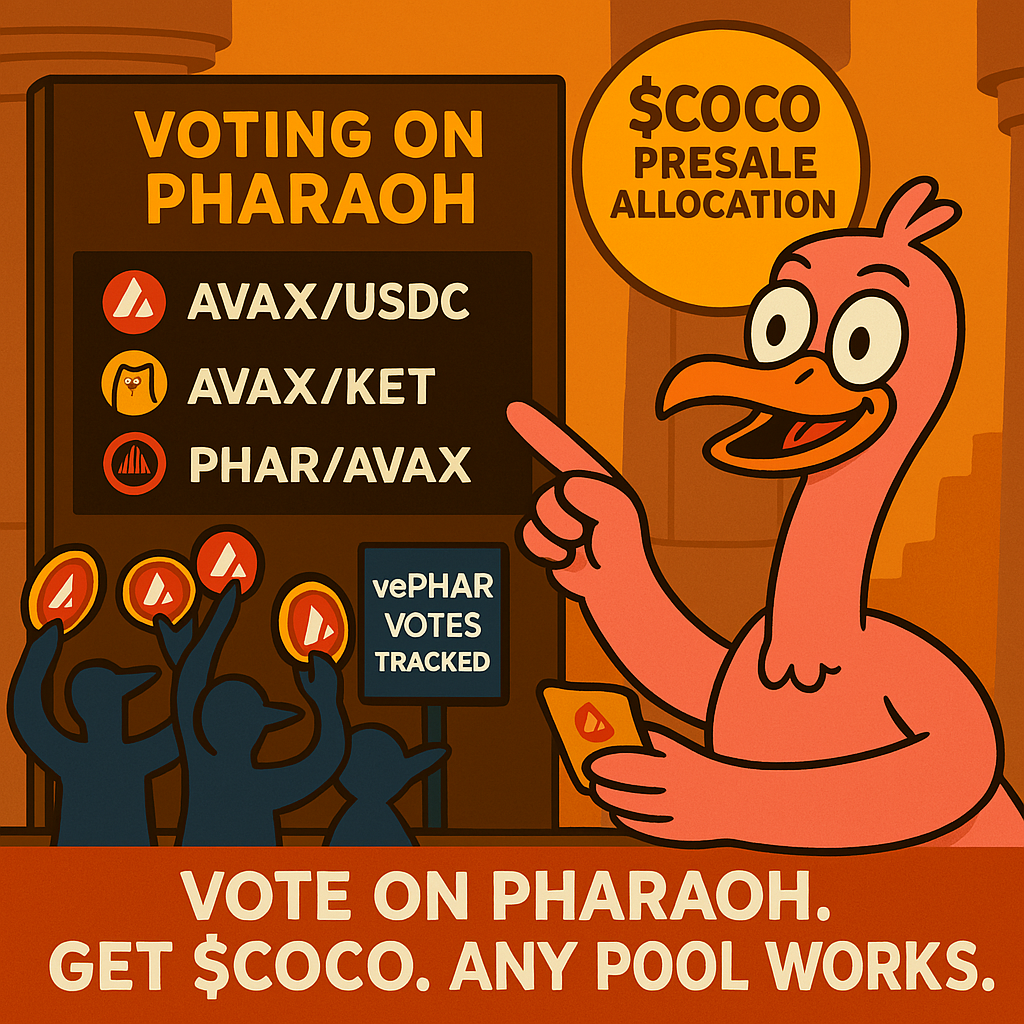 VOTING ON
PHARAOH
AVAX/USDC
AVAX/KET
PHAR/AVAX
$COCO
PRESALE
ALLOCATION
vePHAR
VOTES
TRACKED
VOTE ON PHARAOH.
GET $COCO. ANY POOL WORKS.